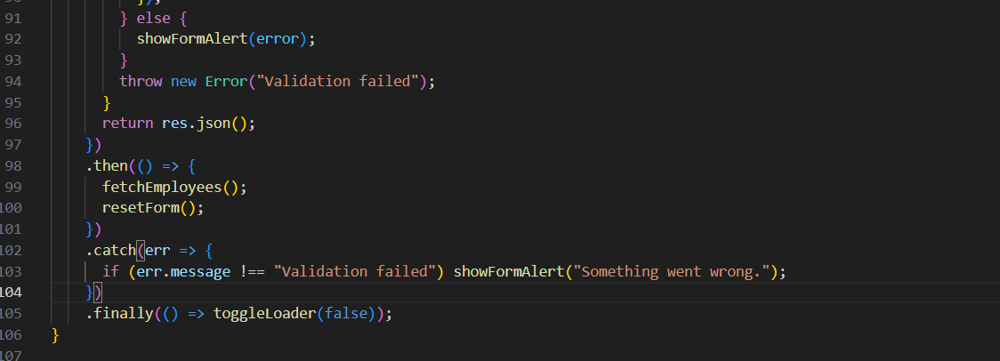 90 });
91 } else {
92 showFormAlert(error);
93 }
94 throw new Error("Validation failed");
95 }
96 return res.json();
97 })
98 .then(() => {
99 fetchEmployees();
100 resetForm();
101 })
102 .catch(err => {
103 if (err.message !== "Validation failed") showFormAlert("Something went wrong.");
104 })
105 .finally(() => toggleLoader(false));
106 }
107